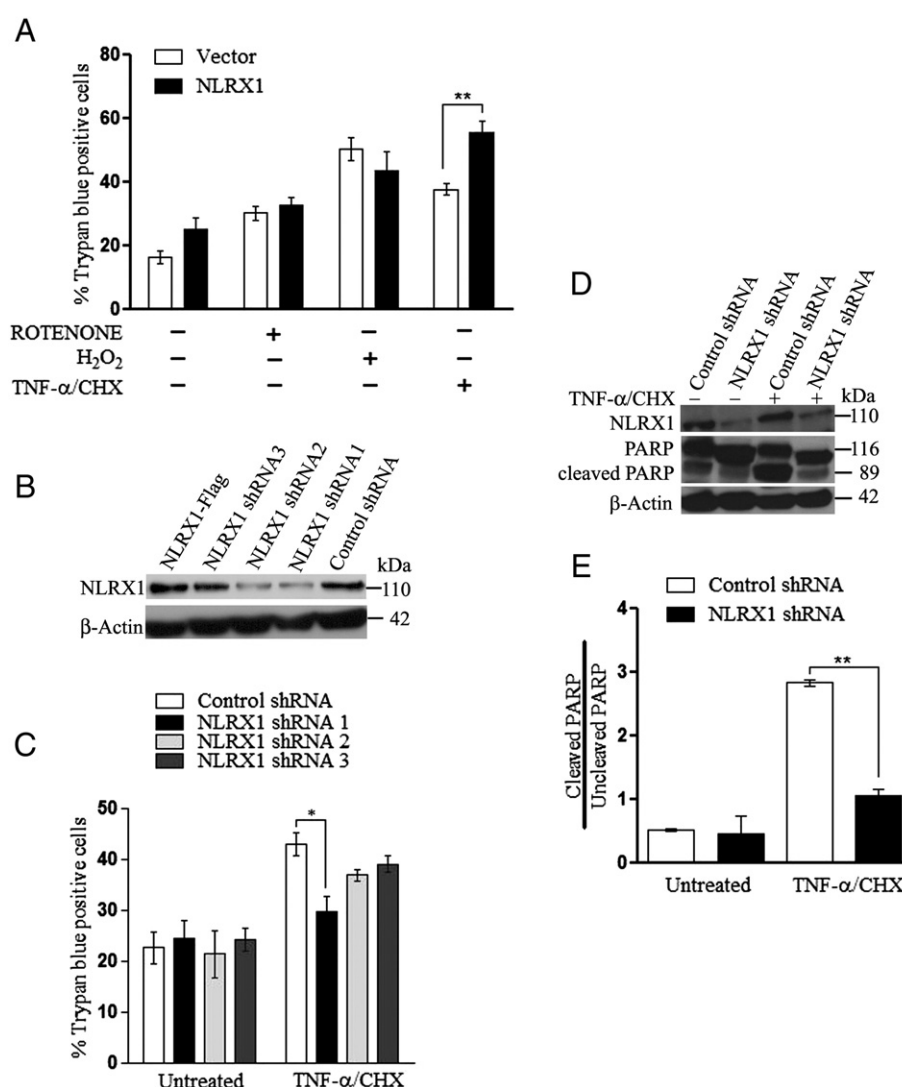 A
% Trypan blue positive cells
80
60
40
20
0
Vector
NLRX1
**
ROTENONE – + – –
H₂O₂ – – + –
TNF-α/CHX – – – +
B
NLRX1-Flag
NLRX1 shRNA3
NLRX1 shRNA2
NLRX1 shRNA1
Control shRNA
kDa
NLRX1 110
β-Actin 42
C
Control shRNA
NLRX1 shRNA 1
NLRX1 shRNA 2
NLRX1 shRNA 3
% Trypan blue positive cells
50
40
30
20
10
0
*
Untreated TNF-α/CHX
D
Control shRNA
NLRX1 shRNA
Control shRNA
NLRX1 shRNA
TNF-α/CHX – – + + kDa
NLRX1 110
PARP 116
cleaved PARP 89
β-Actin 42
E
Control shRNA
NLRX1 shRNA
Cleaved PARP
Uncleaved PARP
4
3
2
1
0
**
Untreated TNF-α/CHX